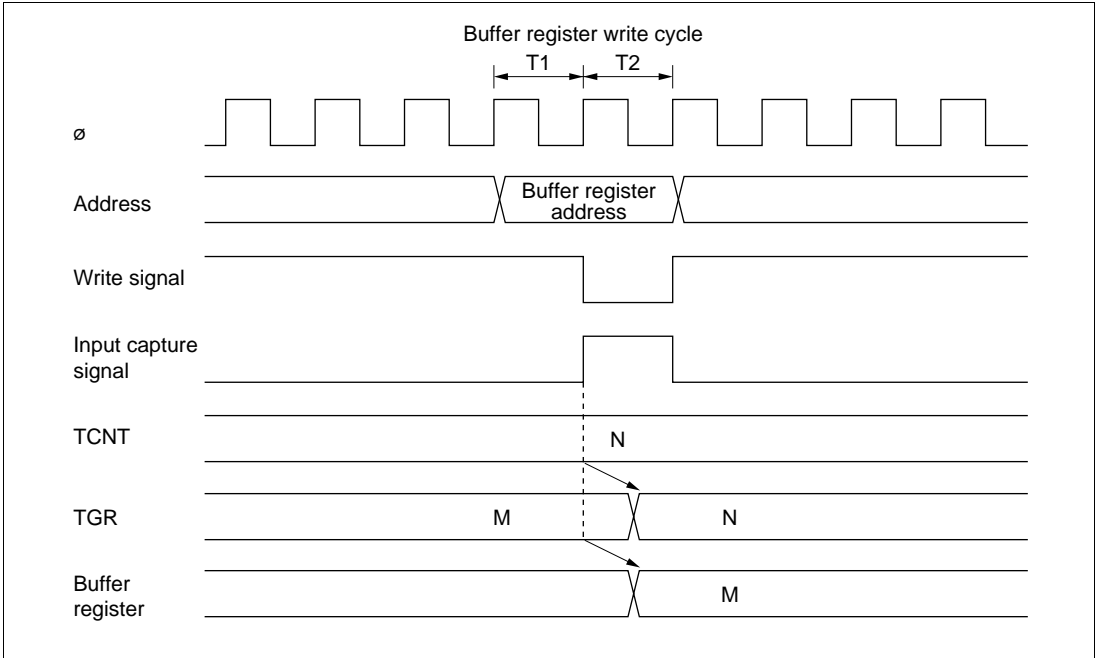 Buffer register write cycle
T1 T2
ø
Address
Buffer register
address
Write signal
Input capture
signal
TCNT
N
TGR
M
N
Buffer
register
M